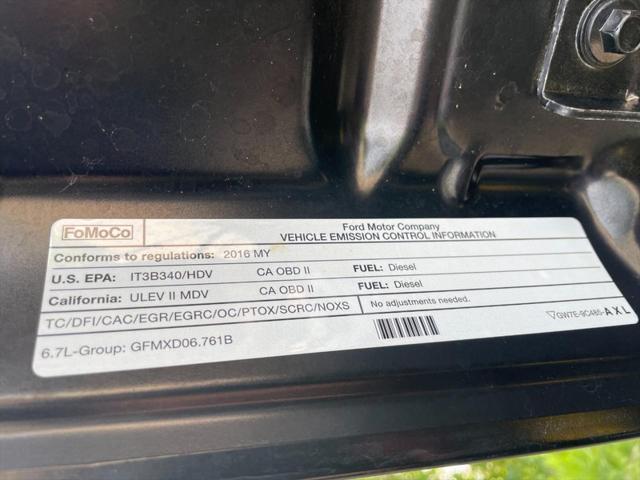 FoMoCo
Ford Motor Company
VEHICLE EMISSION CONTROL INFORMATION
Conforms to regulations: 2016 MY
U.S. EPA: IT3B340/HDV CA OBD II FUEL: Diesel
California: ULEV II MDV CA OBD II FUEL: Diesel
TC/DFI/CAC/EGR/EGRC/OC/PTOX/SCRC/NOXS No adjustments needed.
6.7L-Group: GFMXD06.761B
GW7E-9C485-AXL